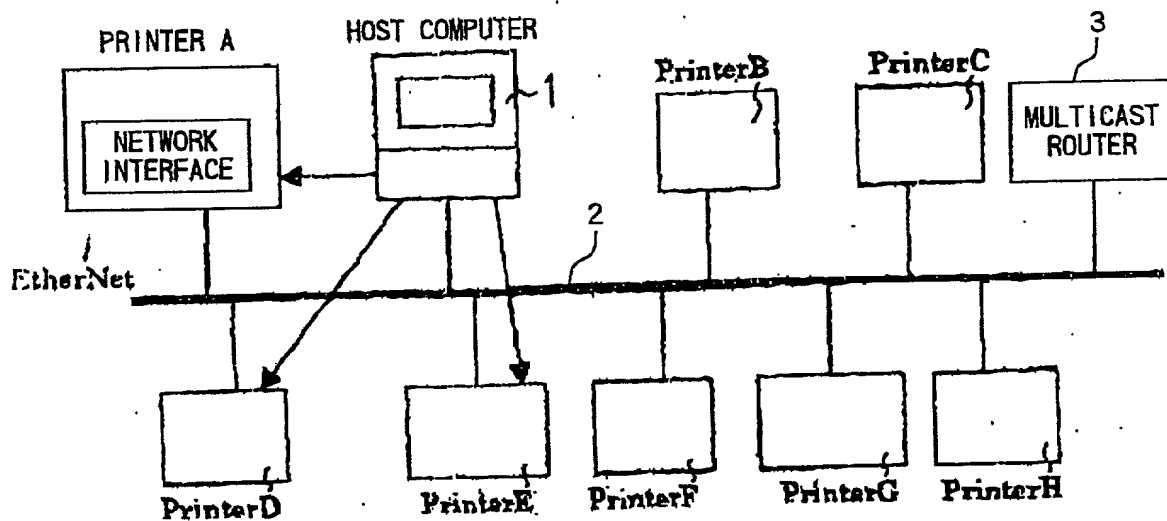 PRINTER A
HOST COMPUTER
1
PrinterB
PrinterC
3
NETWORK
INTERFACE
MULTICAST
ROUTER
2
EtherNet
PrinterD
PrinterE
PrinterF
PrinterG
PrinterH